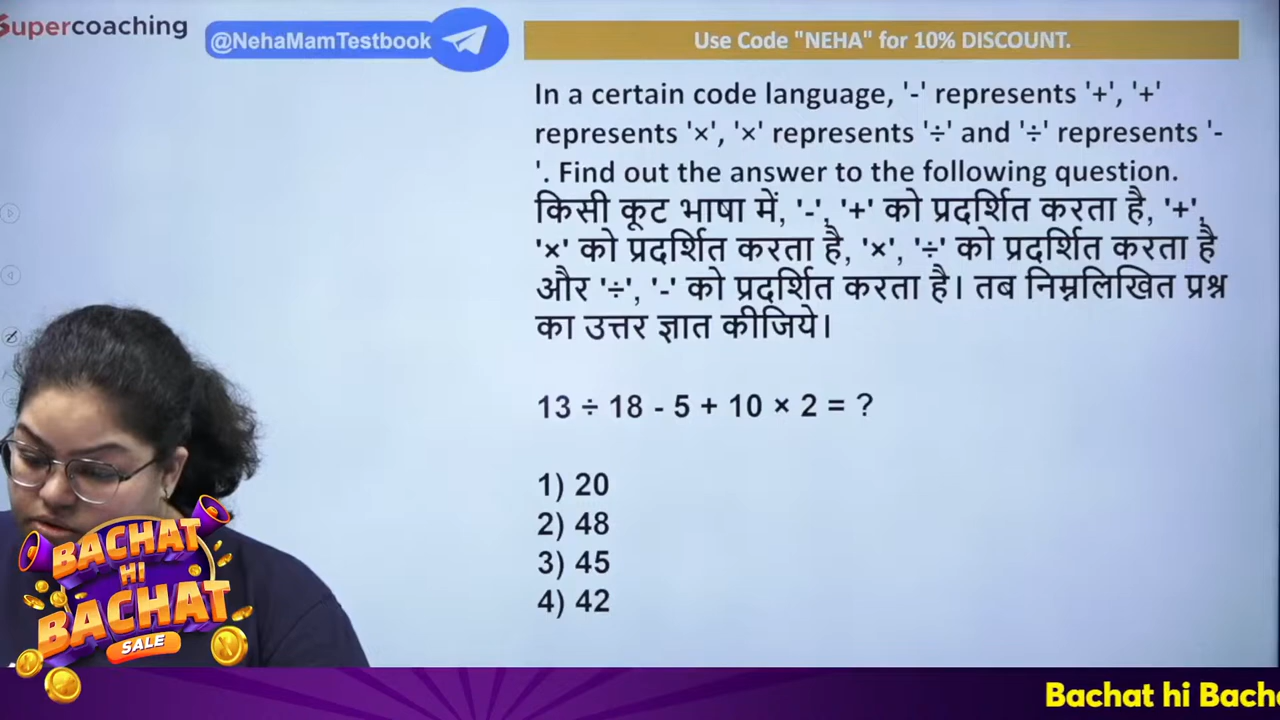 Supercoaching
@NehaMamTestbook
Use Code "NEHA" for 10% DISCOUNT.
In a certain code language, '-' represents '+', '+'
represents '×', '×' represents '÷' and '÷' represents '-
'. Find out the answer to the following question.
किसी कूट भाषा में, '-', '+' को प्रदर्शित करता है, '+',
'×' को प्रदर्शित करता है, '×', '÷' को प्रदर्शित करता है
और '÷', '-' को प्रदर्शित करता है। तब निम्नलिखित प्रश्न
का उत्तर ज्ञात कीजिये।
13 ÷ 18 - 5 + 10 × 2 = ?
1) 20
2) 48
3) 45
4) 42
BACHAT
HI
BACHAT
SALE
Bachat hi Bach